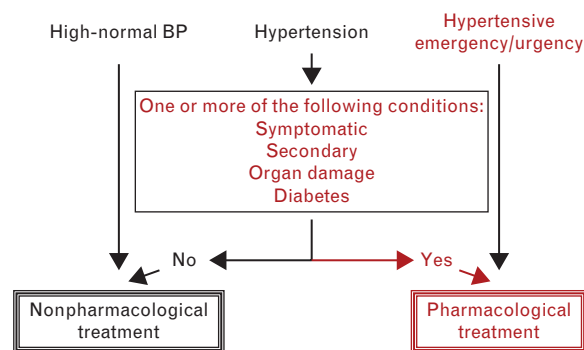 High-normal BP
Hypertension
Hypertensive
emergency/urgency
One or more of the following conditions:
Symptomatic
Secondary
Organ damage
Diabetes
No
Yes
Nonpharmacological
treatment
Pharmacological
treatment